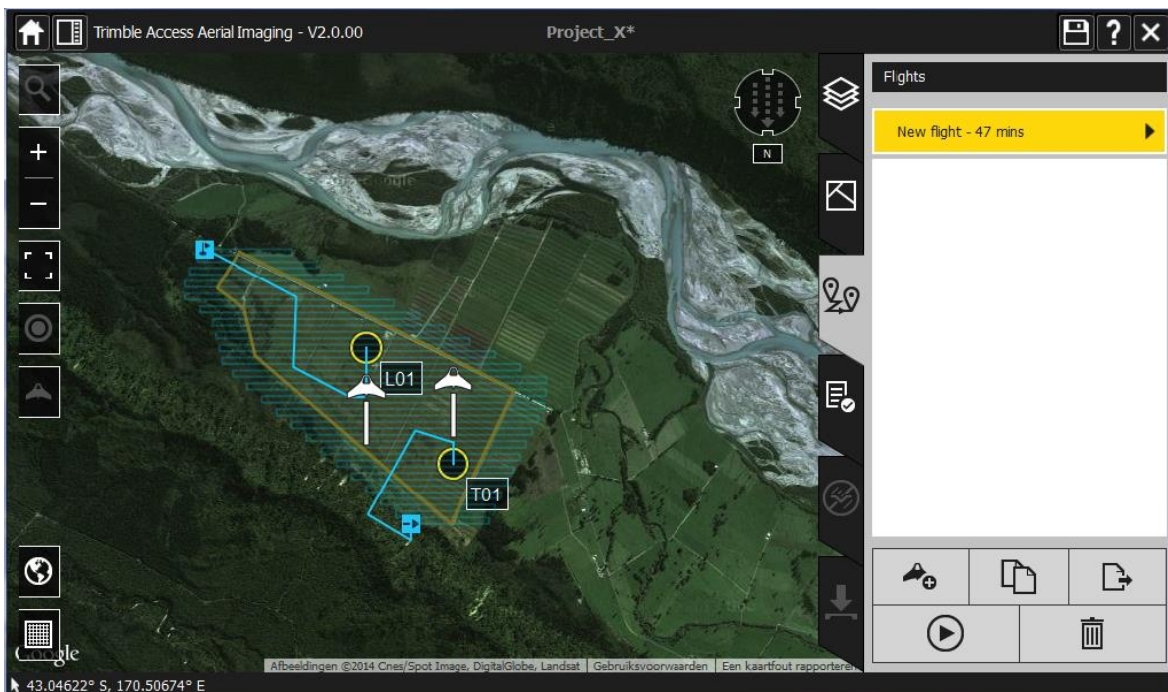 Trimble Access Aerial Imaging - V2.0.00
Project_X*
Flights
New flight - 47 mins
N
L01
T01
Google
Afbeeldingen ©2014 Cnes/Spot Image, DigitalGlobe, Landsat
Gebruiksvoorwaarden
Een kaartfout rapporteren
43.04622° S, 170.50674° E